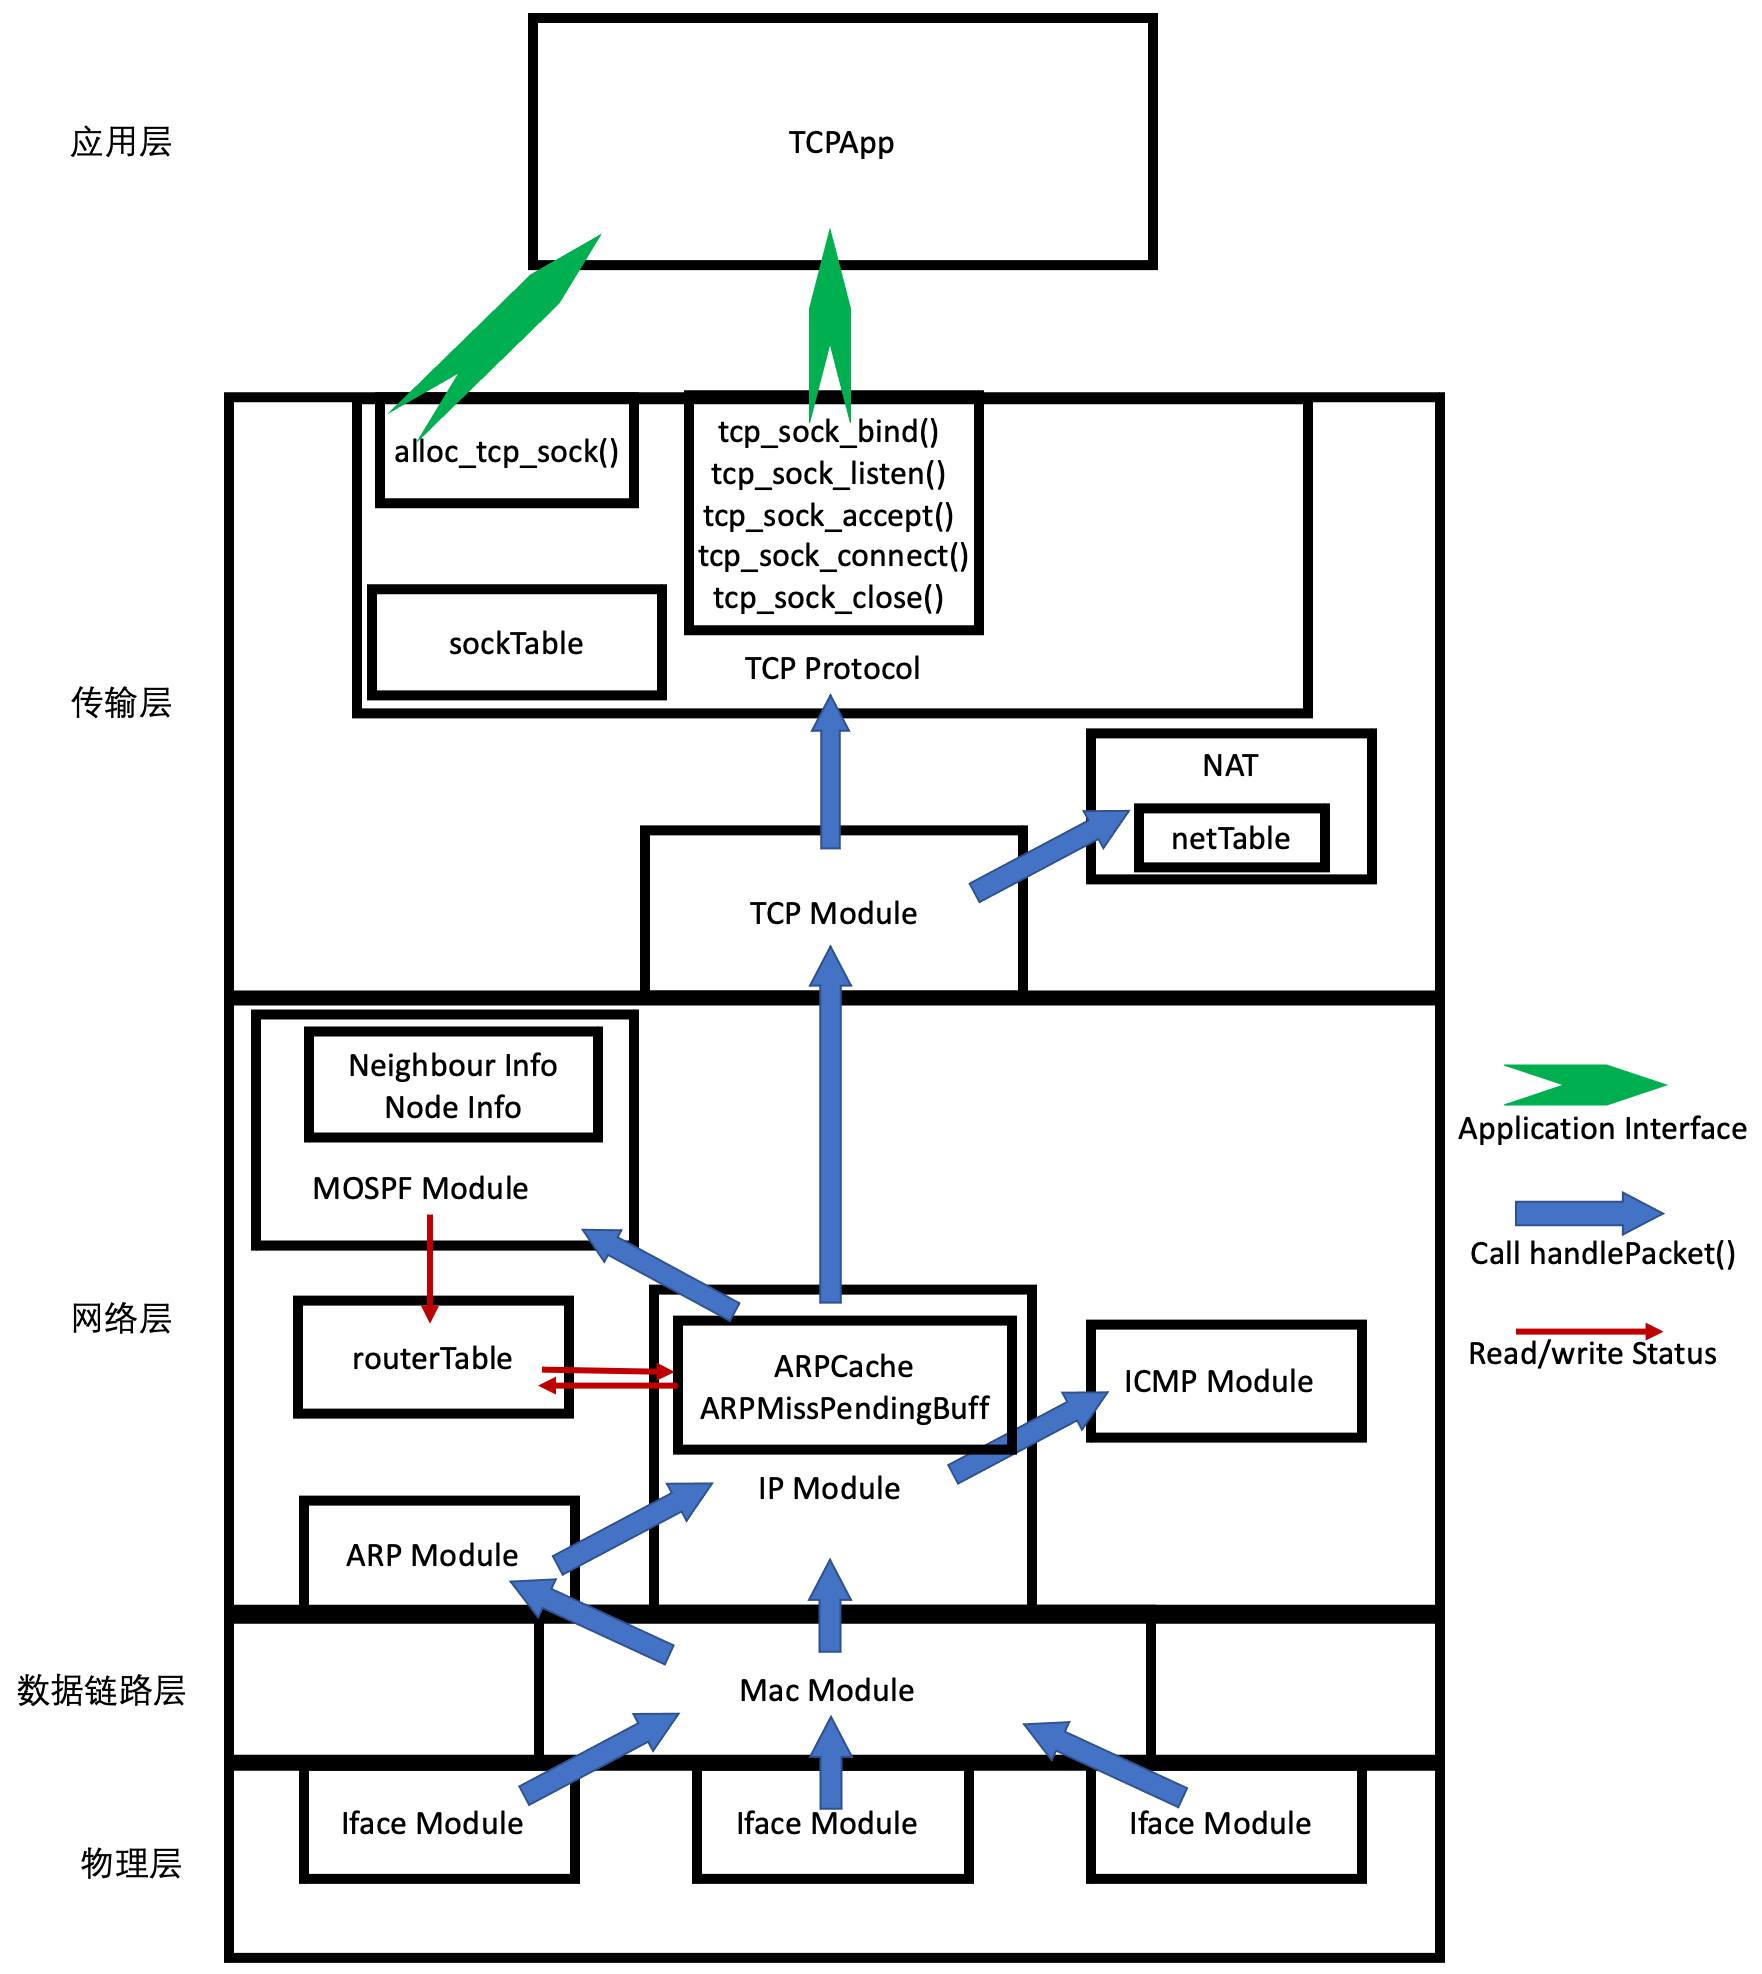 应用层
TCPApp
alloc_tcp_sock()
tcp_sock_bind()
tcp_sock_listen()
tcp_sock_accept()
tcp_sock_connect()
tcp_sock_close()
sockTable
TCP Protocol
传输层
NAT
netTable
TCP Module
Neighbour Info
Node Info
MOSPF Module
Application Interface
Call handlePacket()
Read/write Status
网络层
routerTable
ARPCache
ARPMissPendingBuff
ICMP Module
IP Module
ARP Module
数据链路层
Mac Module
Iface Module
Iface Module
Iface Module
物理层